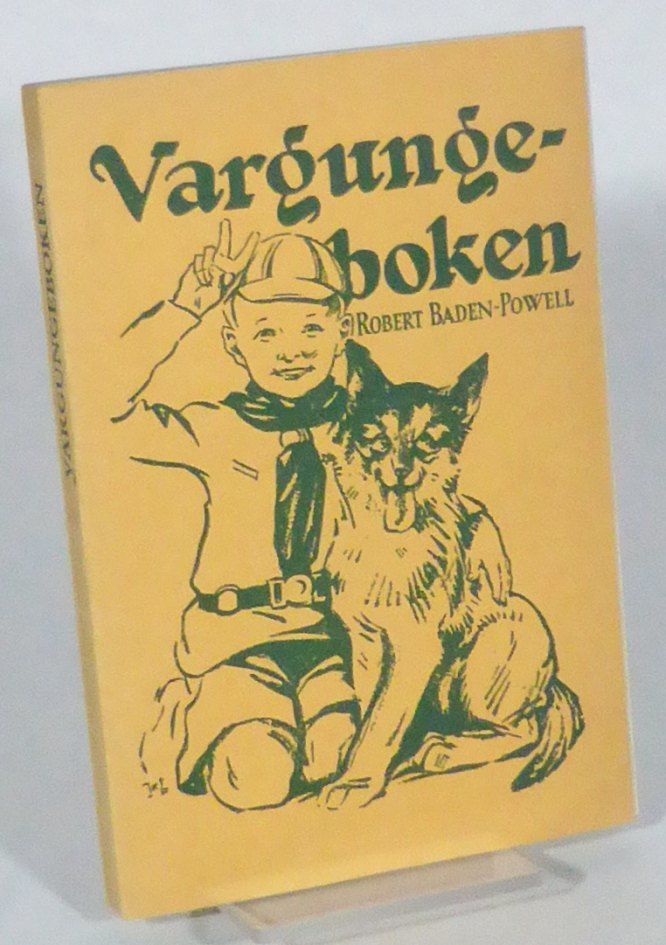 Vargunge-
boken
ROBERT BADEN-POWELL
VARGUNGEBOKEN